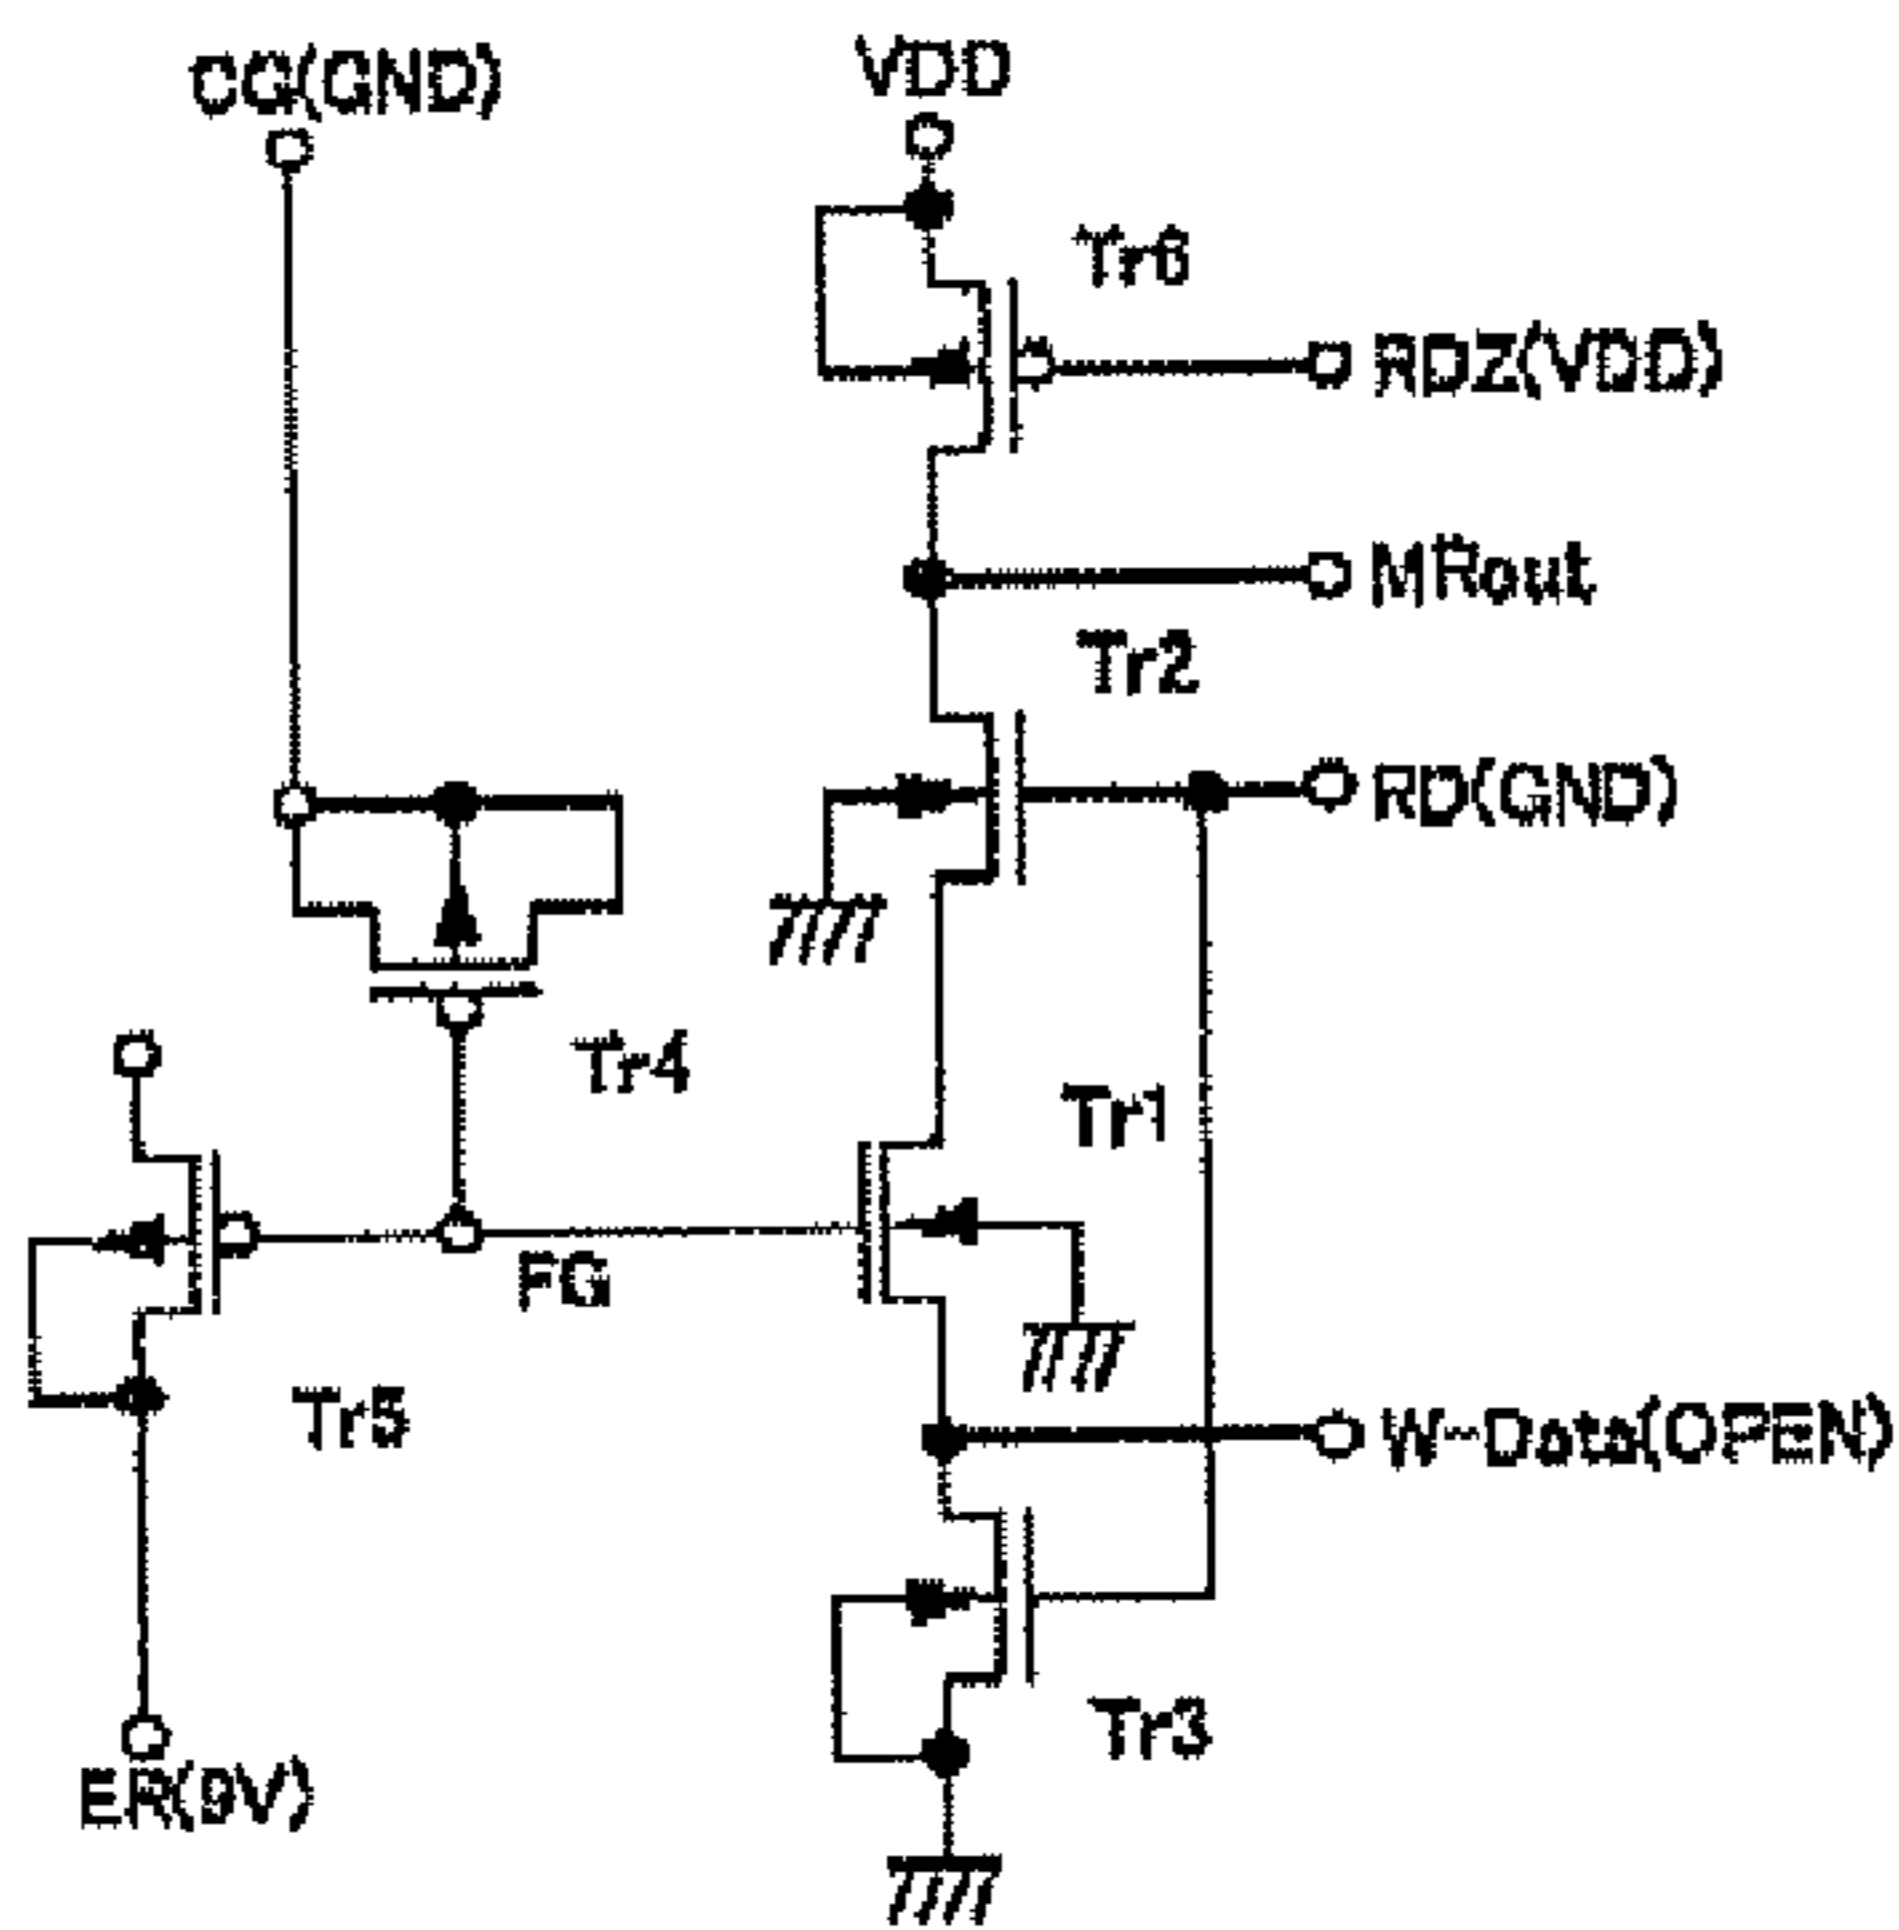 CG(GND)
VDD
Tr6
RDZ(VDD)
MRout
Tr2
RD(GND)
Tr4
Tr1
FG
Tr5
W-Data(OPEN)
Tr3
ER(9V)